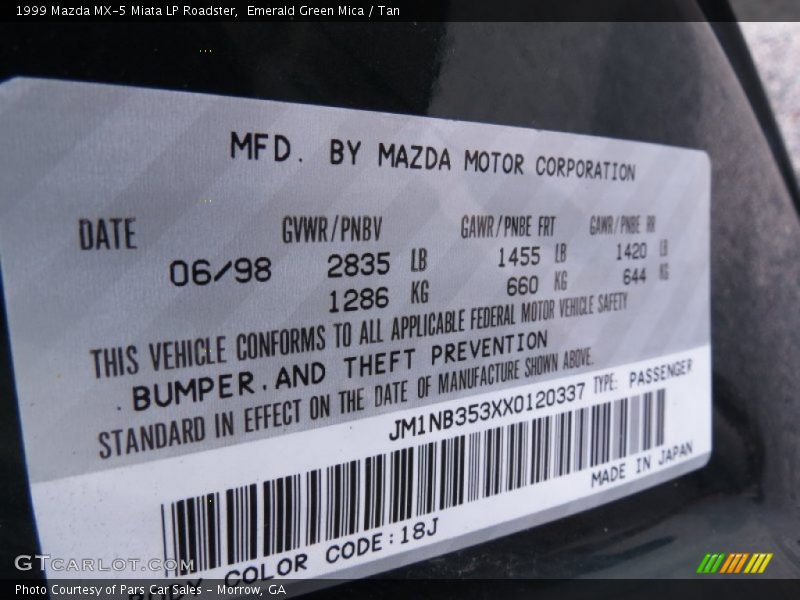 1999 Mazda MX-5 Miata LP Roadster,  Emerald Green Mica / Tan
MFD. BY MAZDA MOTOR CORPORATION
DATE GVWR/PNBV GAWR/PNBE FRT GAWR/PNBE RR
06/98 2835 LB 1455 LB 1420 LB
1286 KG 660 KG 644 KG
THIS VEHICLE CONFORMS TO ALL APPLICABLE FEDERAL MOTOR VEHICLE SAFETY
.BUMPER.AND THEFT PREVENTION
STANDARD IN EFFECT ON THE DATE OF MANUFACTURE SHOWN ABOVE.
JM1NB353XX0120337 TYPE: PASSENGER
MADE IN JAPAN
BODY COLOR CODE:18J
GTCarLot.com
Photo Courtesy of Pars Car Sales - Morrow, GA